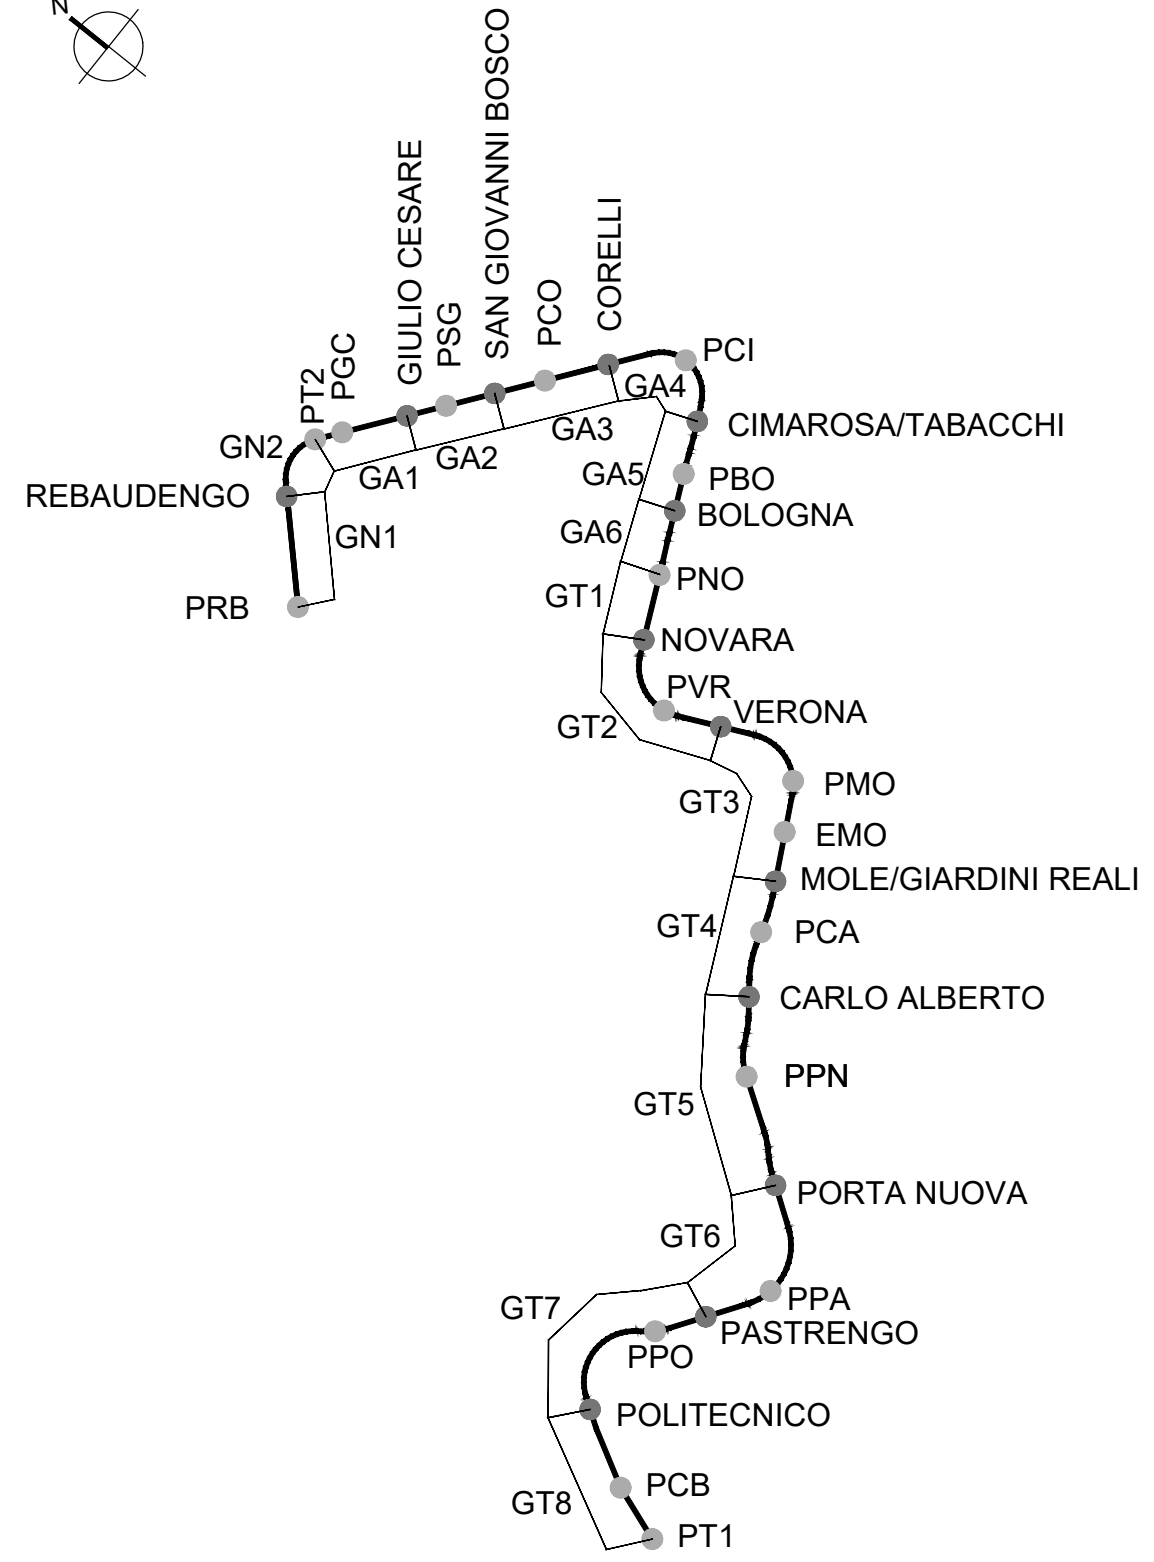 N
SAN GIOVANNI BOSCO
GIULIO CESARE
CORELLI
PCO
PSG
PGC
PT2
PCI
GA4
CIMAROSA/TABACCHI
GA3
GN2
GA2
GA1
GA5
PBO
REBAUDENGO
BOLOGNA
GA6
GN1
PNO
GT1
PRB
NOVARA
PVR
VERONA
GT2
PMO
GT3
EMO
MOLE/GIARDINI REALI
GT4
PCA
CARLO ALBERTO
PPN
GT5
PORTA NUOVA
GT6
PPA
GT7
PASTRENGO
PPO
POLITECNICO
PCB
GT8
PT1